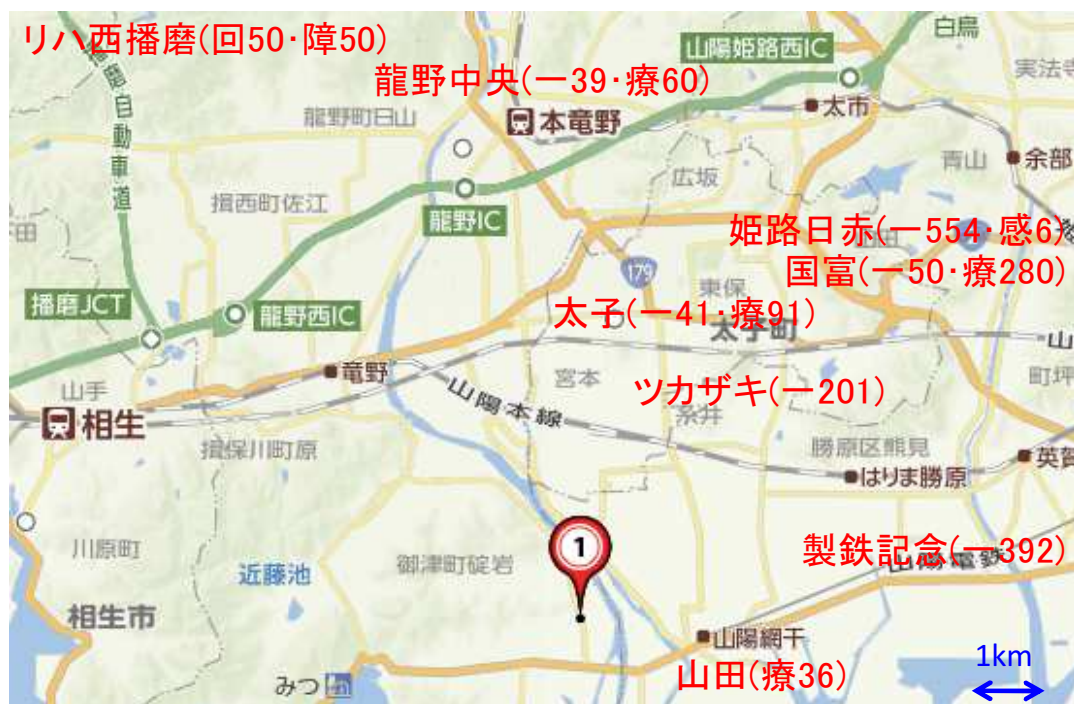 リハ西播磨(回50･障50)
白鳥
山陽姫路西IC
龍野中央(一39･療60)
実法寺
太市
播磨自動車道
龍野町日山
本竜野
青山
余部
広坂
揖西町佐江
龍野IC
姫路日赤(一554･感6)
山田
国富(一50･療280)
179
東保
播磨JCT
龍野西IC
太子(一41･療91)
太子町
竜野
宮本
山手
ツカザキ(一201)
町坪
相生
山陽本線
糸井
揖保川町原
勝原区熊見
英賀
はりま勝原
1
川原町
御津町碇岩
製鉄記念(一392)
山陽電鉄
近藤池
相生市
山陽網干
みつ
山田(療36)
1km